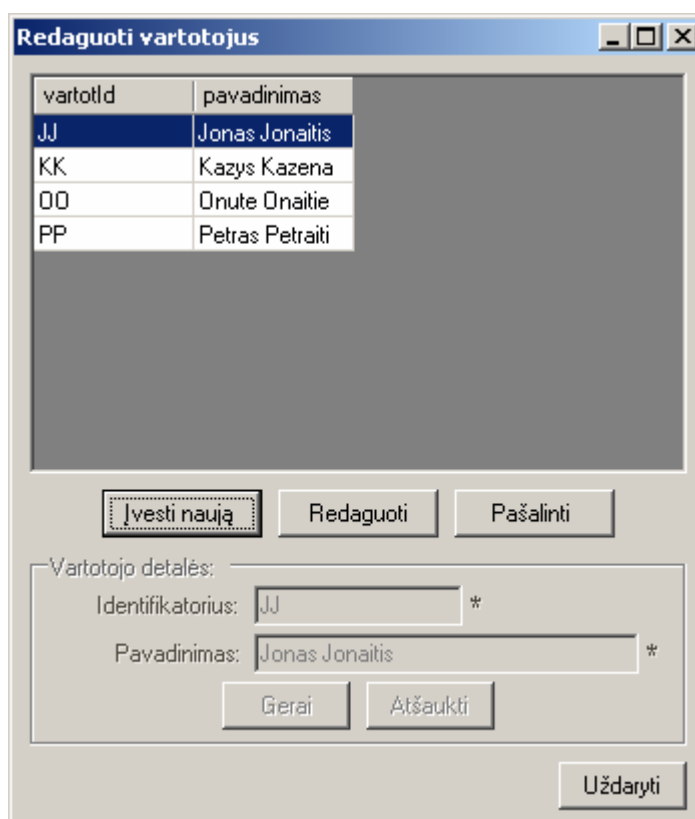 Redaguoti vartotojus
vartotId pavadinimas
JJ Jonas Jonaitis
KK Kazys Kazena
OO Onute Onaitie
PP Petras Petraiti
Įvesti naują Redaguoti Pašalinti
Vartotojo detalės:
Identifikatorius: JJ *
Pavadinimas: Jonas Jonaitis *
Gerai Atšaukti
Uždaryti